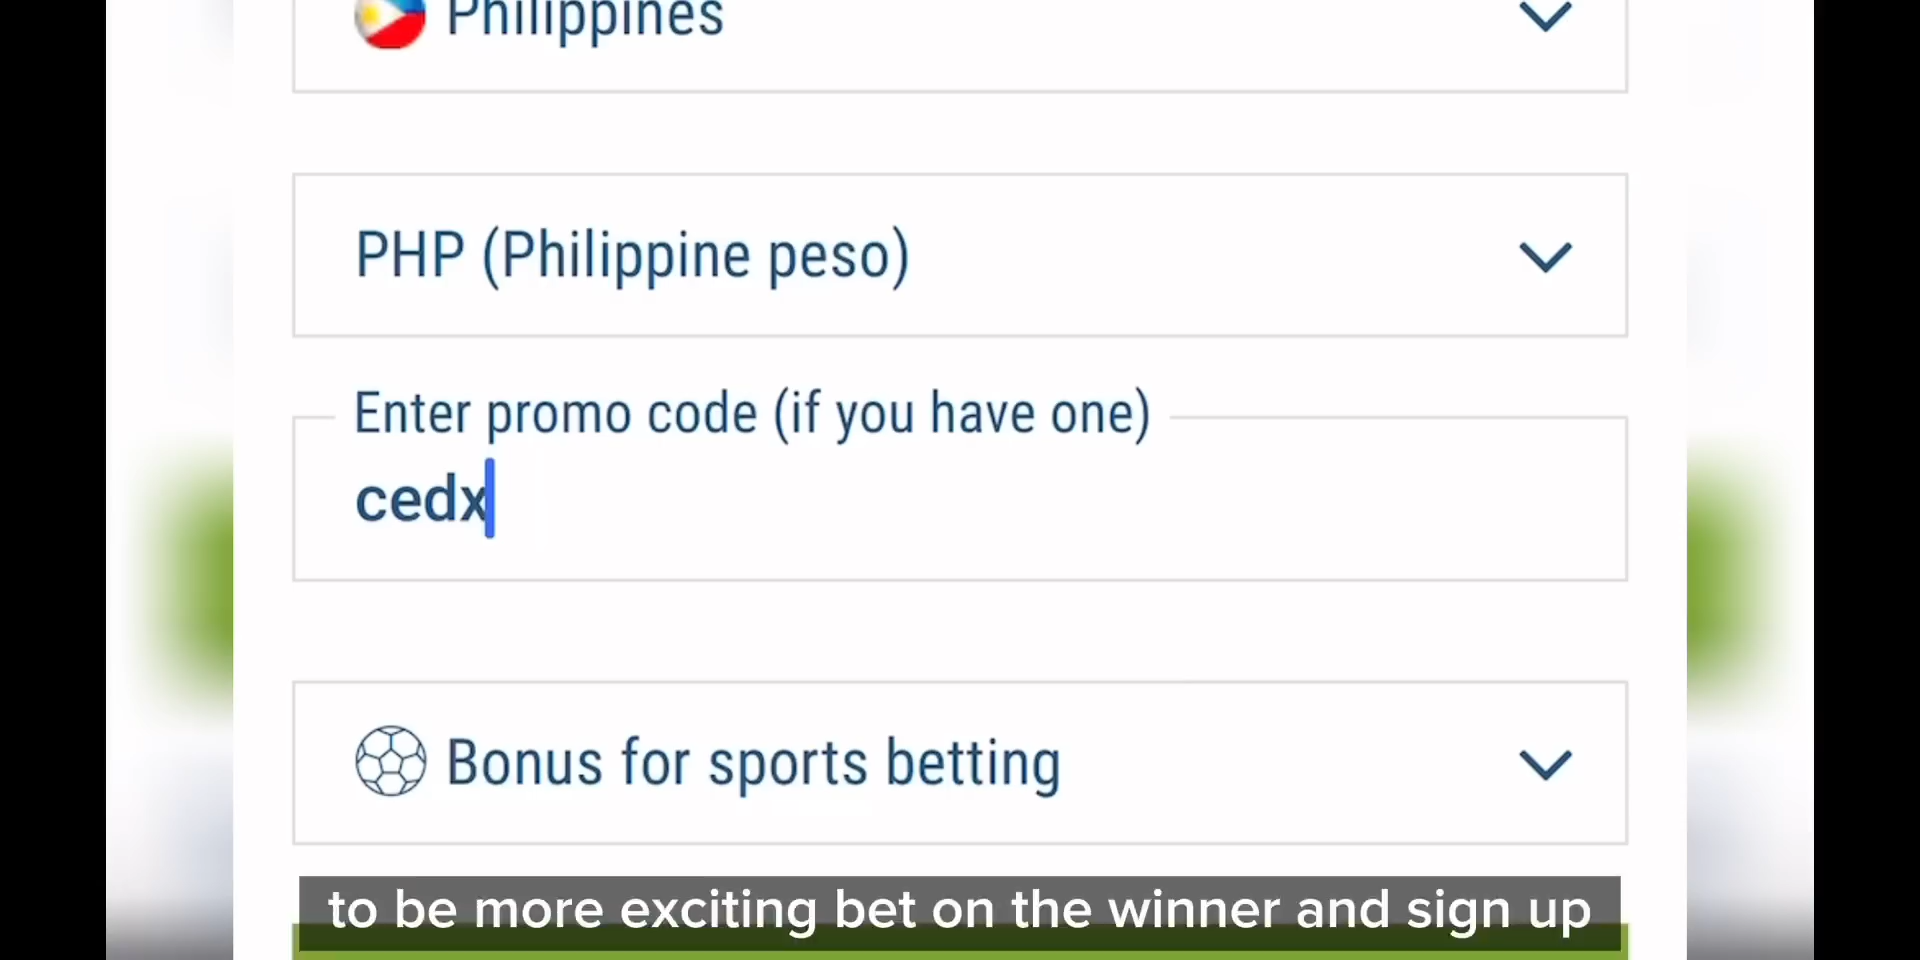 Philippines
PHP (Philippine peso)
Enter promo code (if you have one)
cedx
Bonus for sports betting
to be more exciting bet on the winner and sign up